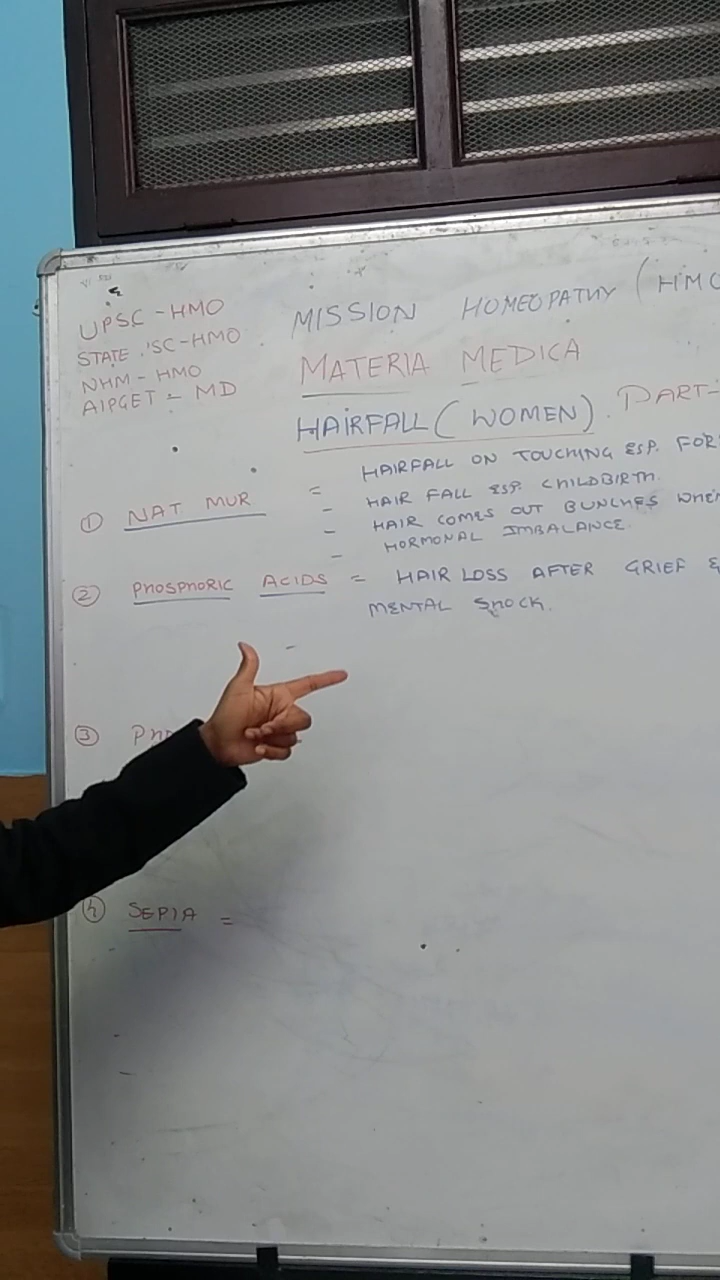 UPSC - HMO
STATE SC-HMO
NHM - HMO
AIPGET - MD
MISSION HOMEOPATHY (HMO
MATERIA MEDICA
HAIRFALL (WOMEN). PART-
① NAT MUR = HAIRFALL ON TOUCHING ESP. FOR
- HAIR FALL ESP. CHILDBIRTH.
- HAIR COMES OUT BUNCHES WHEN
- HORMONAL IMBALANCE.
② PHOSPHORIC ACIDS = HAIR LOSS AFTER GRIEF &
MENTAL SHOCK.
③
④ SEPIA =